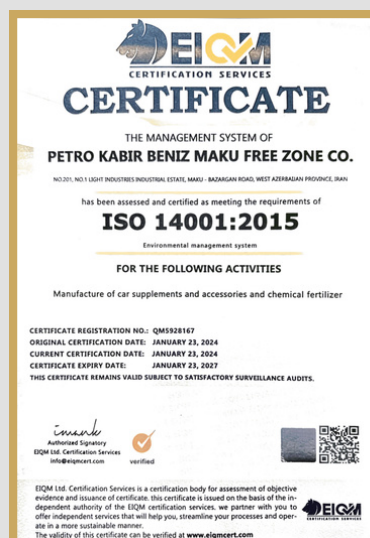 EIQM
CERTIFICATION SERVICES
CERTIFICATE
THE MANAGEMENT SYSTEM OF
PETRO KABIR BENIZ MAKU FREE ZONE CO.
NO.201, NO.1 LIGHT INDUSTRIES INDUSTRIAL ESTATE, MAKU - BAZARGAN ROAD, WEST AZERBAIJAN PROVINCE, IRAN
has been assessed and certified as meeting the requirements of
ISO 14001:2015
Environmental management system
FOR THE FOLLOWING ACTIVITIES
Manufacture of car supplements and accessories and chemical fertilizer
CERTIFICATE REGISTRATION NO.: QMS928167
ORIGINAL CERTIFICATION DATE: JANUARY 23, 2024
CURRENT CERTIFICATION DATE: JANUARY 23, 2024
CERTIFICATE EXPIRY DATE: JANUARY 23, 2027
THIS CERTIFICATE REMAINS VALID SUBJECT TO SATISFACTORY SURVEILLANCE AUDITS.
Authorized Signatory
EIQM Ltd. Certification Services
info@eiqmcert.com
verified
EIQM Ltd. Certification Services is a certification body for assessment of objective
evidence and issuance of certificate. this certificate is issued on the basis of the in-
dependent authority of the EIQM certification services. we partner with you to
offer independent services that will help you, streamline your processes and oper-
ate in a more sustainable manner.
The validity of this certificate can be verified at www.eiqmcert.com
EIQM
CERTIFICATION SERVICES